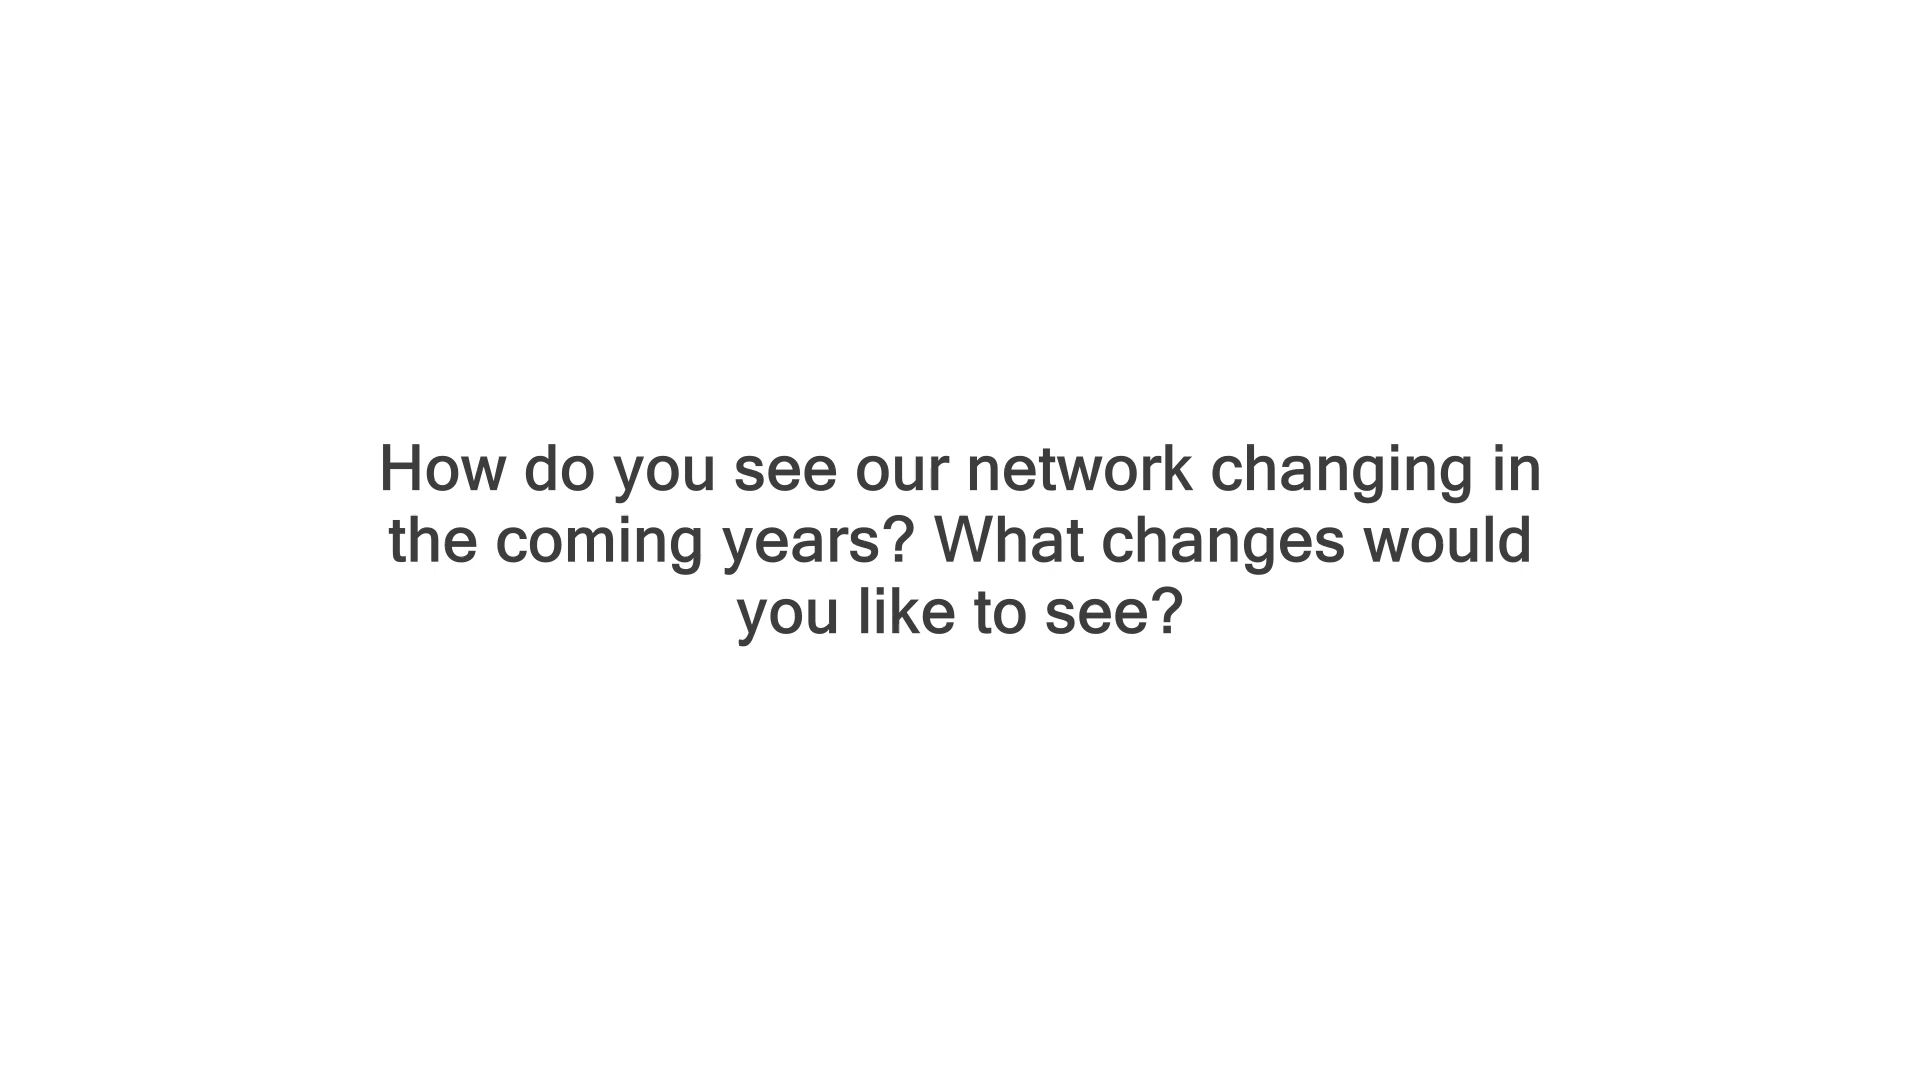 How do you see our network changing in
the coming years? What changes would
you like to see?